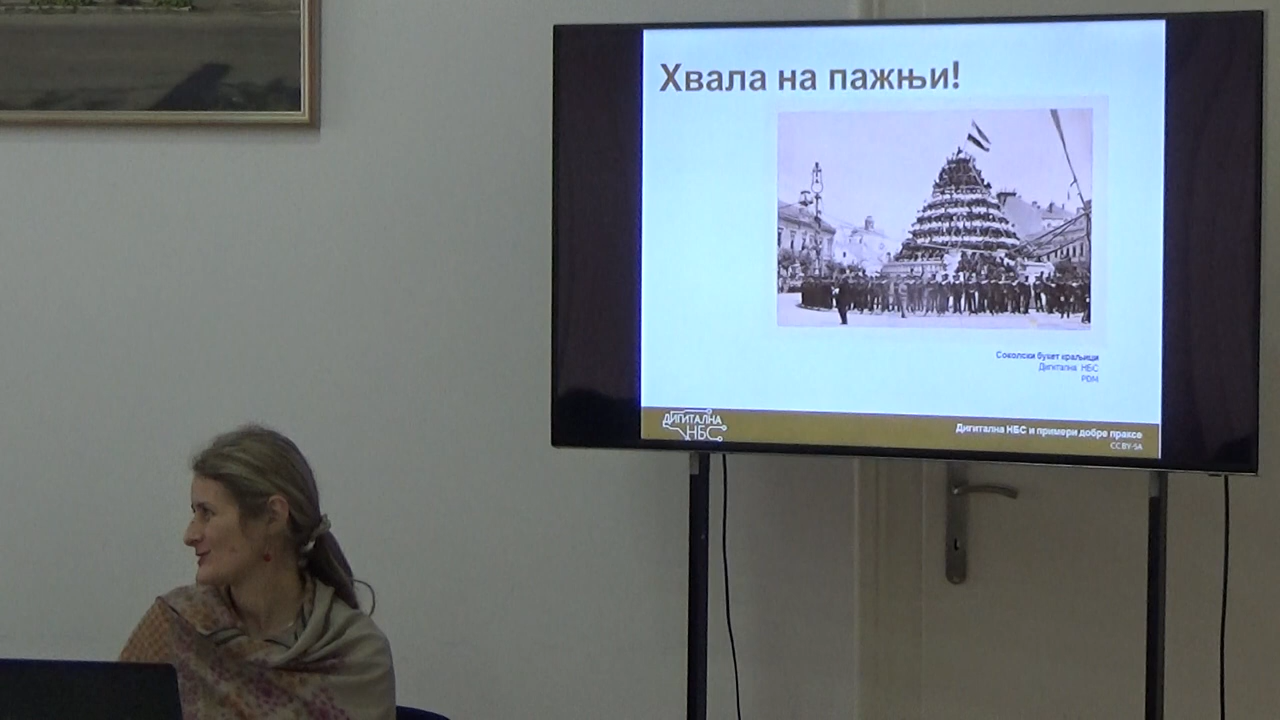 Хвала на пажњи!
Соколски букет краљици
Дигитална НБС
PDM
ДИГИТАЛНА
НБС
Дигитална НБС и примери добре праксе
CC BY-SA